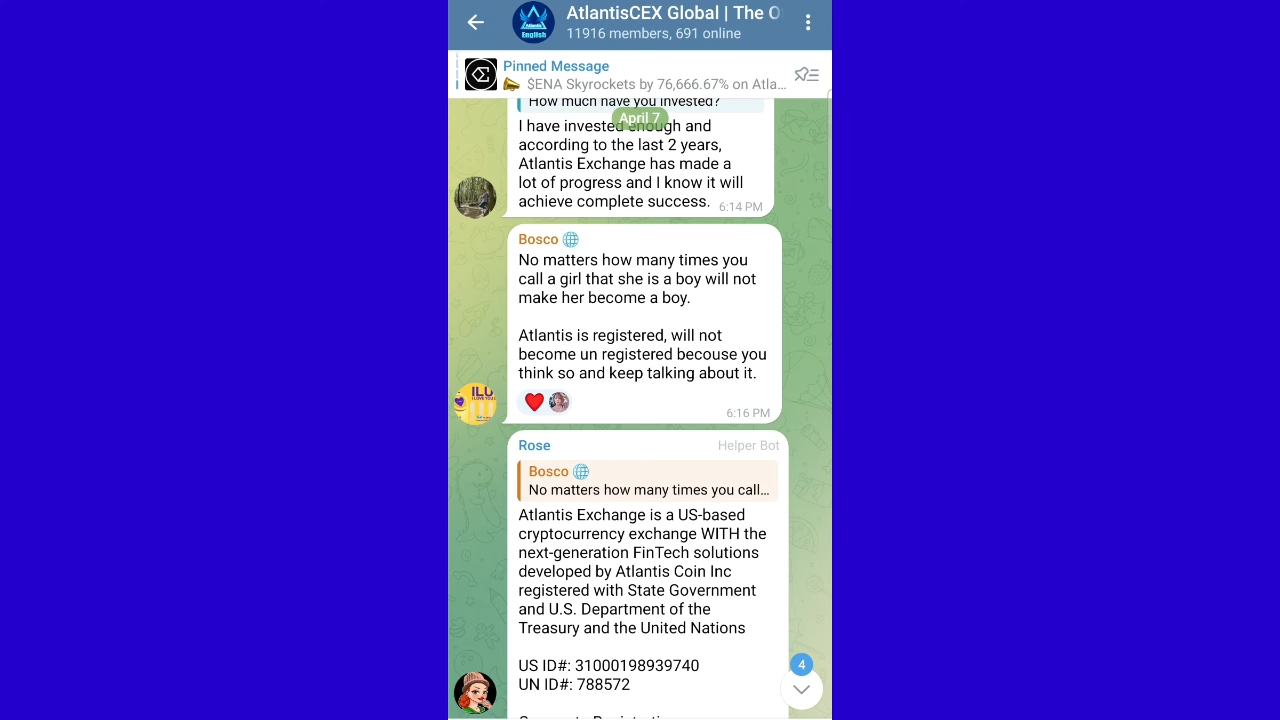 AtlantisCEX Global | The O
11916 members, 691 online
Atlantis
English
Pinned Message
$ENA Skyrockets by 76,666.67% on Atla...
How much have you invested?
April 7
I have invested enough and
according to the last 2 years,
Atlantis Exchange has made a
lot of progress and I know it will
achieve complete success.
6:14 PM
Bosco
No matters how many times you
call a girl that she is a boy will not
make her become a boy.
Atlantis is registered, will not
become un registered becouse you
think so and keep talking about it.
6:16 PM
Rose
Helper Bot
Bosco
No matters how many times you call...
Atlantis Exchange is a US-based
cryptocurrency exchange WITH the
next-generation FinTech solutions
developed by Atlantis Coin Inc
registered with State Government
and U.S. Department of the
Treasury and the United Nations
US ID#: 31000198939740
UN ID#: 788572
4